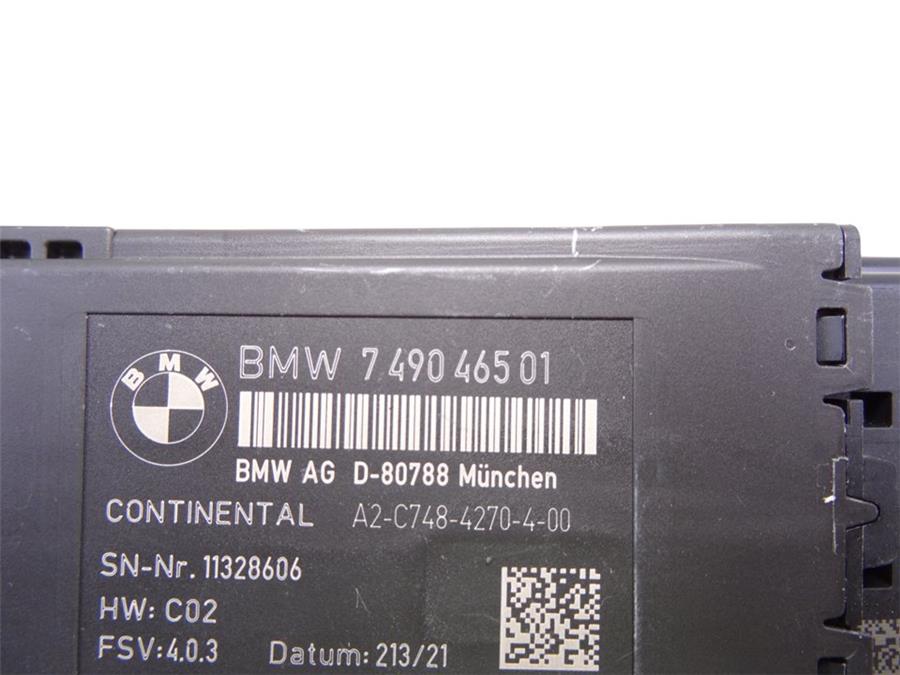 BMW
BMW 7 490 465 01
BMW AG D-80788 München
CONTINENTAL A2-C748-4270-4-00
SN-Nr. 11328606
HW: C02
FSV:4.0.3 Datum: 213/21